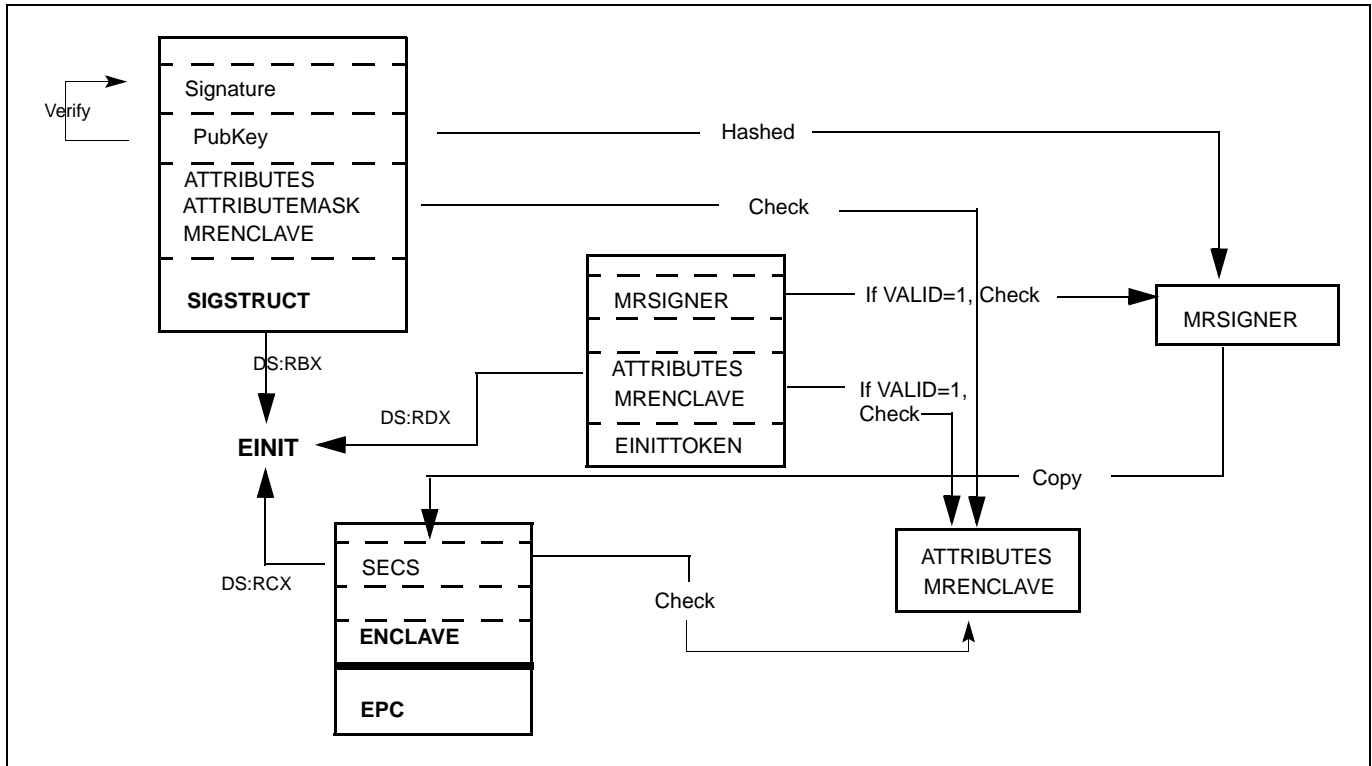 Signature
Verify
PubKey
Hashed
ATTRIBUTES
ATTRIBUTEMASK
MRENCLAVE
Check
SIGSTRUCT
MRSIGNER
If VALID=1, Check
MRSIGNER
DS:RBX
ATTRIBUTES
MRENCLAVE
If VALID=1,
Check
DS:RDX
EINIT
EINITTOKEN
Copy
SECS
DS:RCX
ATTRIBUTES
MRENCLAVE
Check
ENCLAVE
EPC